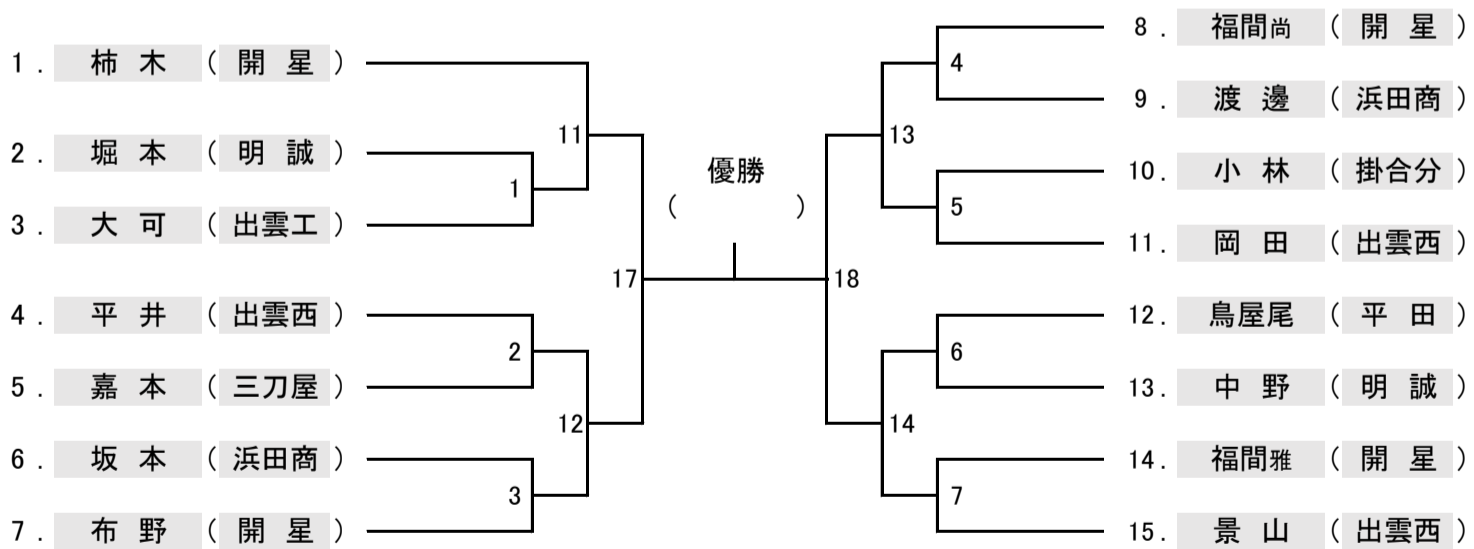 1. 柿木 (開星)
2. 堀本 (明誠)
3. 大可 (出雲工)
4. 平井 (出雲西)
5. 嘉本 (三刀屋)
6. 坂本 (浜田商)
7. 布野 (開星)
11
1
17
2
12
3
優勝
(　　　)
4
13
5
18
6
14
7
8. 福間尚 (開星)
9. 渡邊 (浜田商)
10. 小林 (掛合分)
11. 岡田 (出雲西)
12. 鳥屋尾 (平田)
13. 中野 (明誠)
14. 福間雅 (開星)
15. 景山 (出雲西)